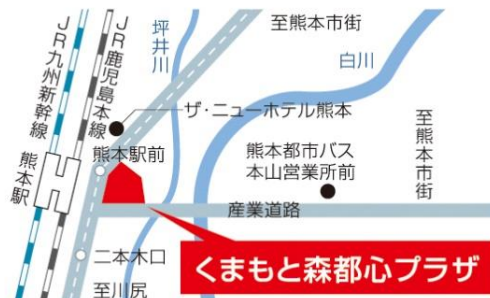 JR九州新幹線
JR鹿児島本線
坪井川
至熊本市街
白川
ザ・ニューホテル熊本
熊本駅前
熊本都市バス
本山営業所前
至熊本市街
熊本駅
産業道路
くまもと森都心プラザ
二本木口
至川尻